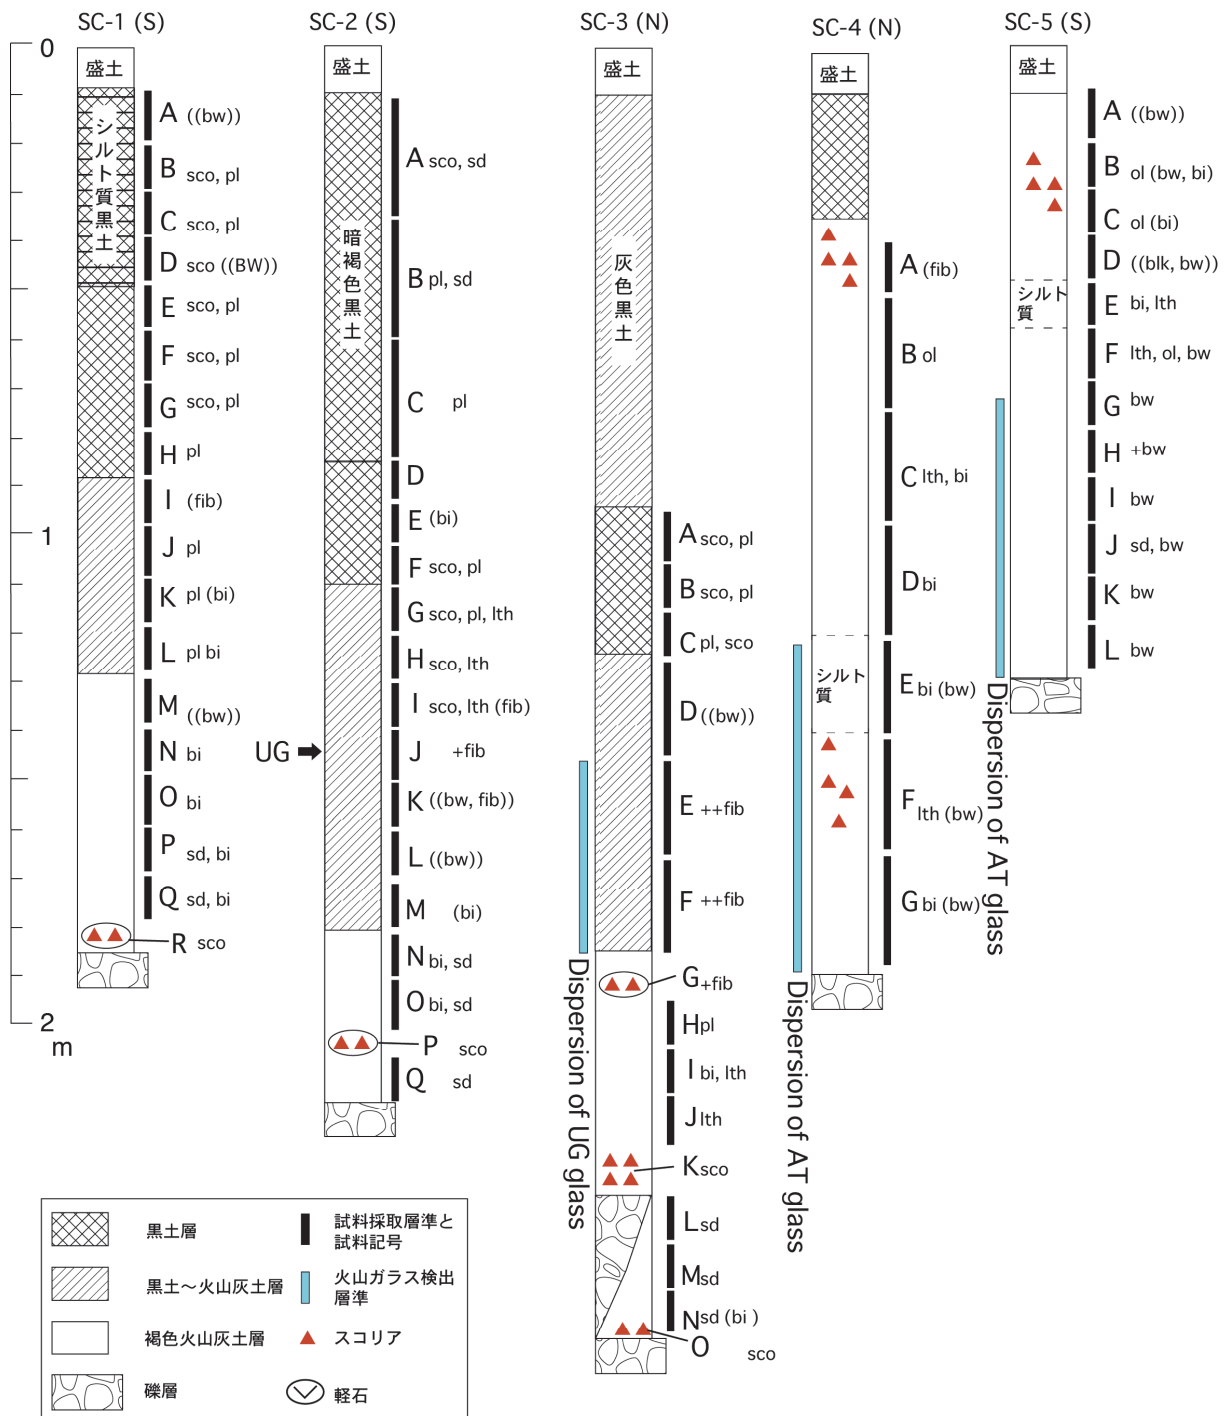 SC-1 (S)
SC-2 (S)
SC-3 (N)
SC-4 (N)
SC-5 (S)
0
1
2
m
盛土
シルト質黒土
A ((bw))
B sco, pl
C sco, pl
D sco ((BW))
E sco, pl
F sco, pl
G sco, pl
H pl
I (fib)
J pl
K pl (bi)
L pl bi
M ((bw))
N bi
O bi
P sd, bi
Q sd, bi
R sco
盛土
暗褐色黒土
UG
A sco, sd
B pl, sd
C pl
D
E (bi)
F sco, pl
G sco, pl, lth
H sco, lth
I sco, lth (fib)
J +fib
K ((bw, fib))
L ((bw))
M (bi)
N bi, sd
O bi, sd
P sco
Q sd
盛土
灰色黒土
A sco, pl
B sco, pl
C pl, sco
D ((bw))
E ++fib
F ++fib
G +fib
H pl
I bi, lth
J lth
K sco
L sd
M sd
N sd (bi )
O sco
Dispersion of UG glass
盛土
シルト
質
A (fib)
B ol
C lth, bi
D bi
E bi (bw)
F lth (bw)
G bi (bw)
Dispersion of AT glass
盛土
シルト
質
A ((bw))
B ol (bw, bi)
C ol (bi)
D ((blk, bw))
E bi, lth
F lth, ol, bw
G bw
H +bw
I bw
J sd, bw
K bw
L bw
Dispersion of AT glass
黒土層
黒土～火山灰土層
褐色火山灰土層
礫層
試料採取層準と
試料記号
火山ガラス検出
層準
スコリア
軽石